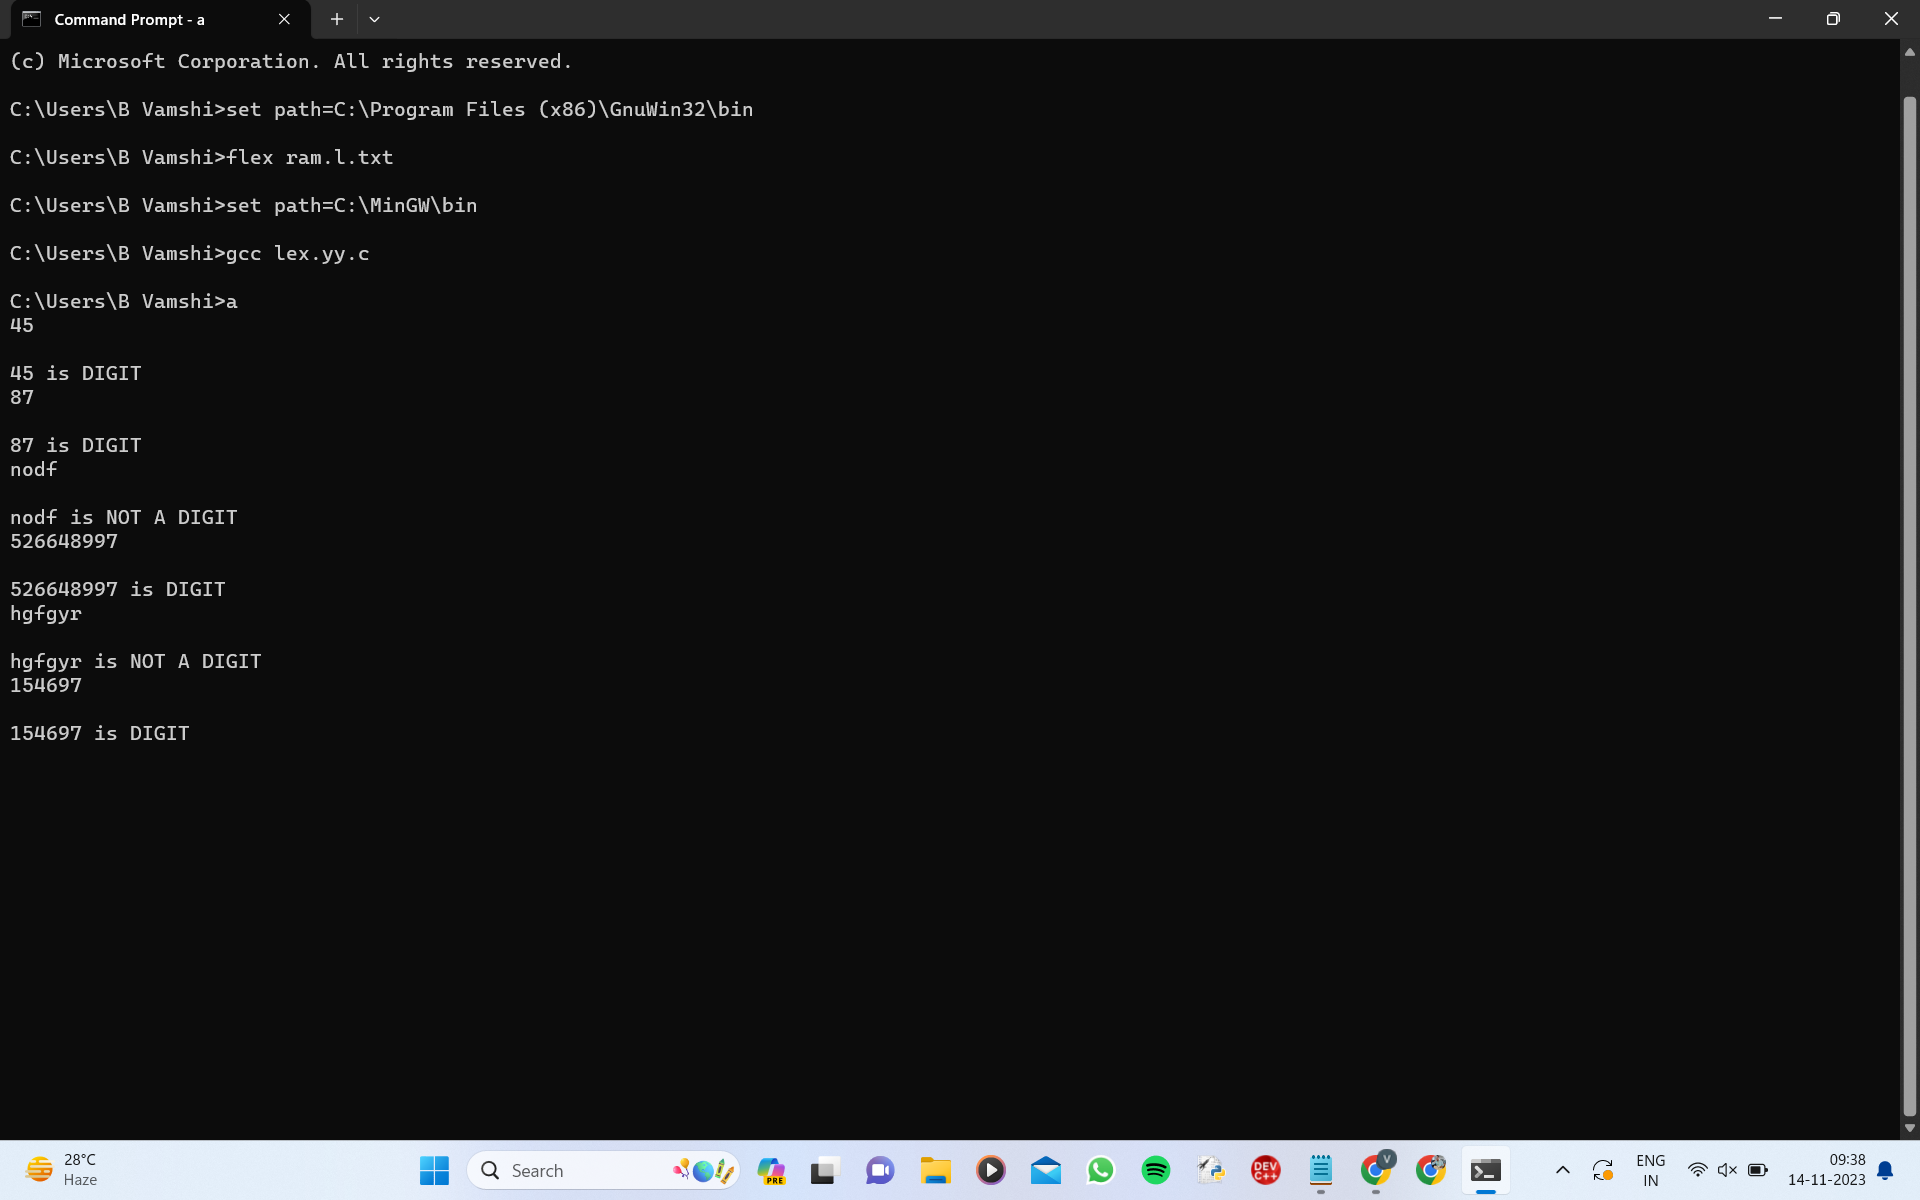 Command Prompt - a
(c) Microsoft Corporation. All rights reserved.
C:\Users\B Vamshi>set path=C:\Program Files (x86)\GnuWin32\bin
C:\Users\B Vamshi>flex ram.l.txt
C:\Users\B Vamshi>set path=C:\MinGW\bin
C:\Users\B Vamshi>gcc lex.yy.c
C:\Users\B Vamshi>a
45
45 is DIGIT
87
87 is DIGIT
nodf
nodf is NOT A DIGIT
526648997
526648997 is DIGIT
hgfgyr
hgfgyr is NOT A DIGIT
154697
154697 is DIGIT
28°C
Haze
Search
PRE
DEV
C++
V
ENG
IN
09:38
14-11-2023